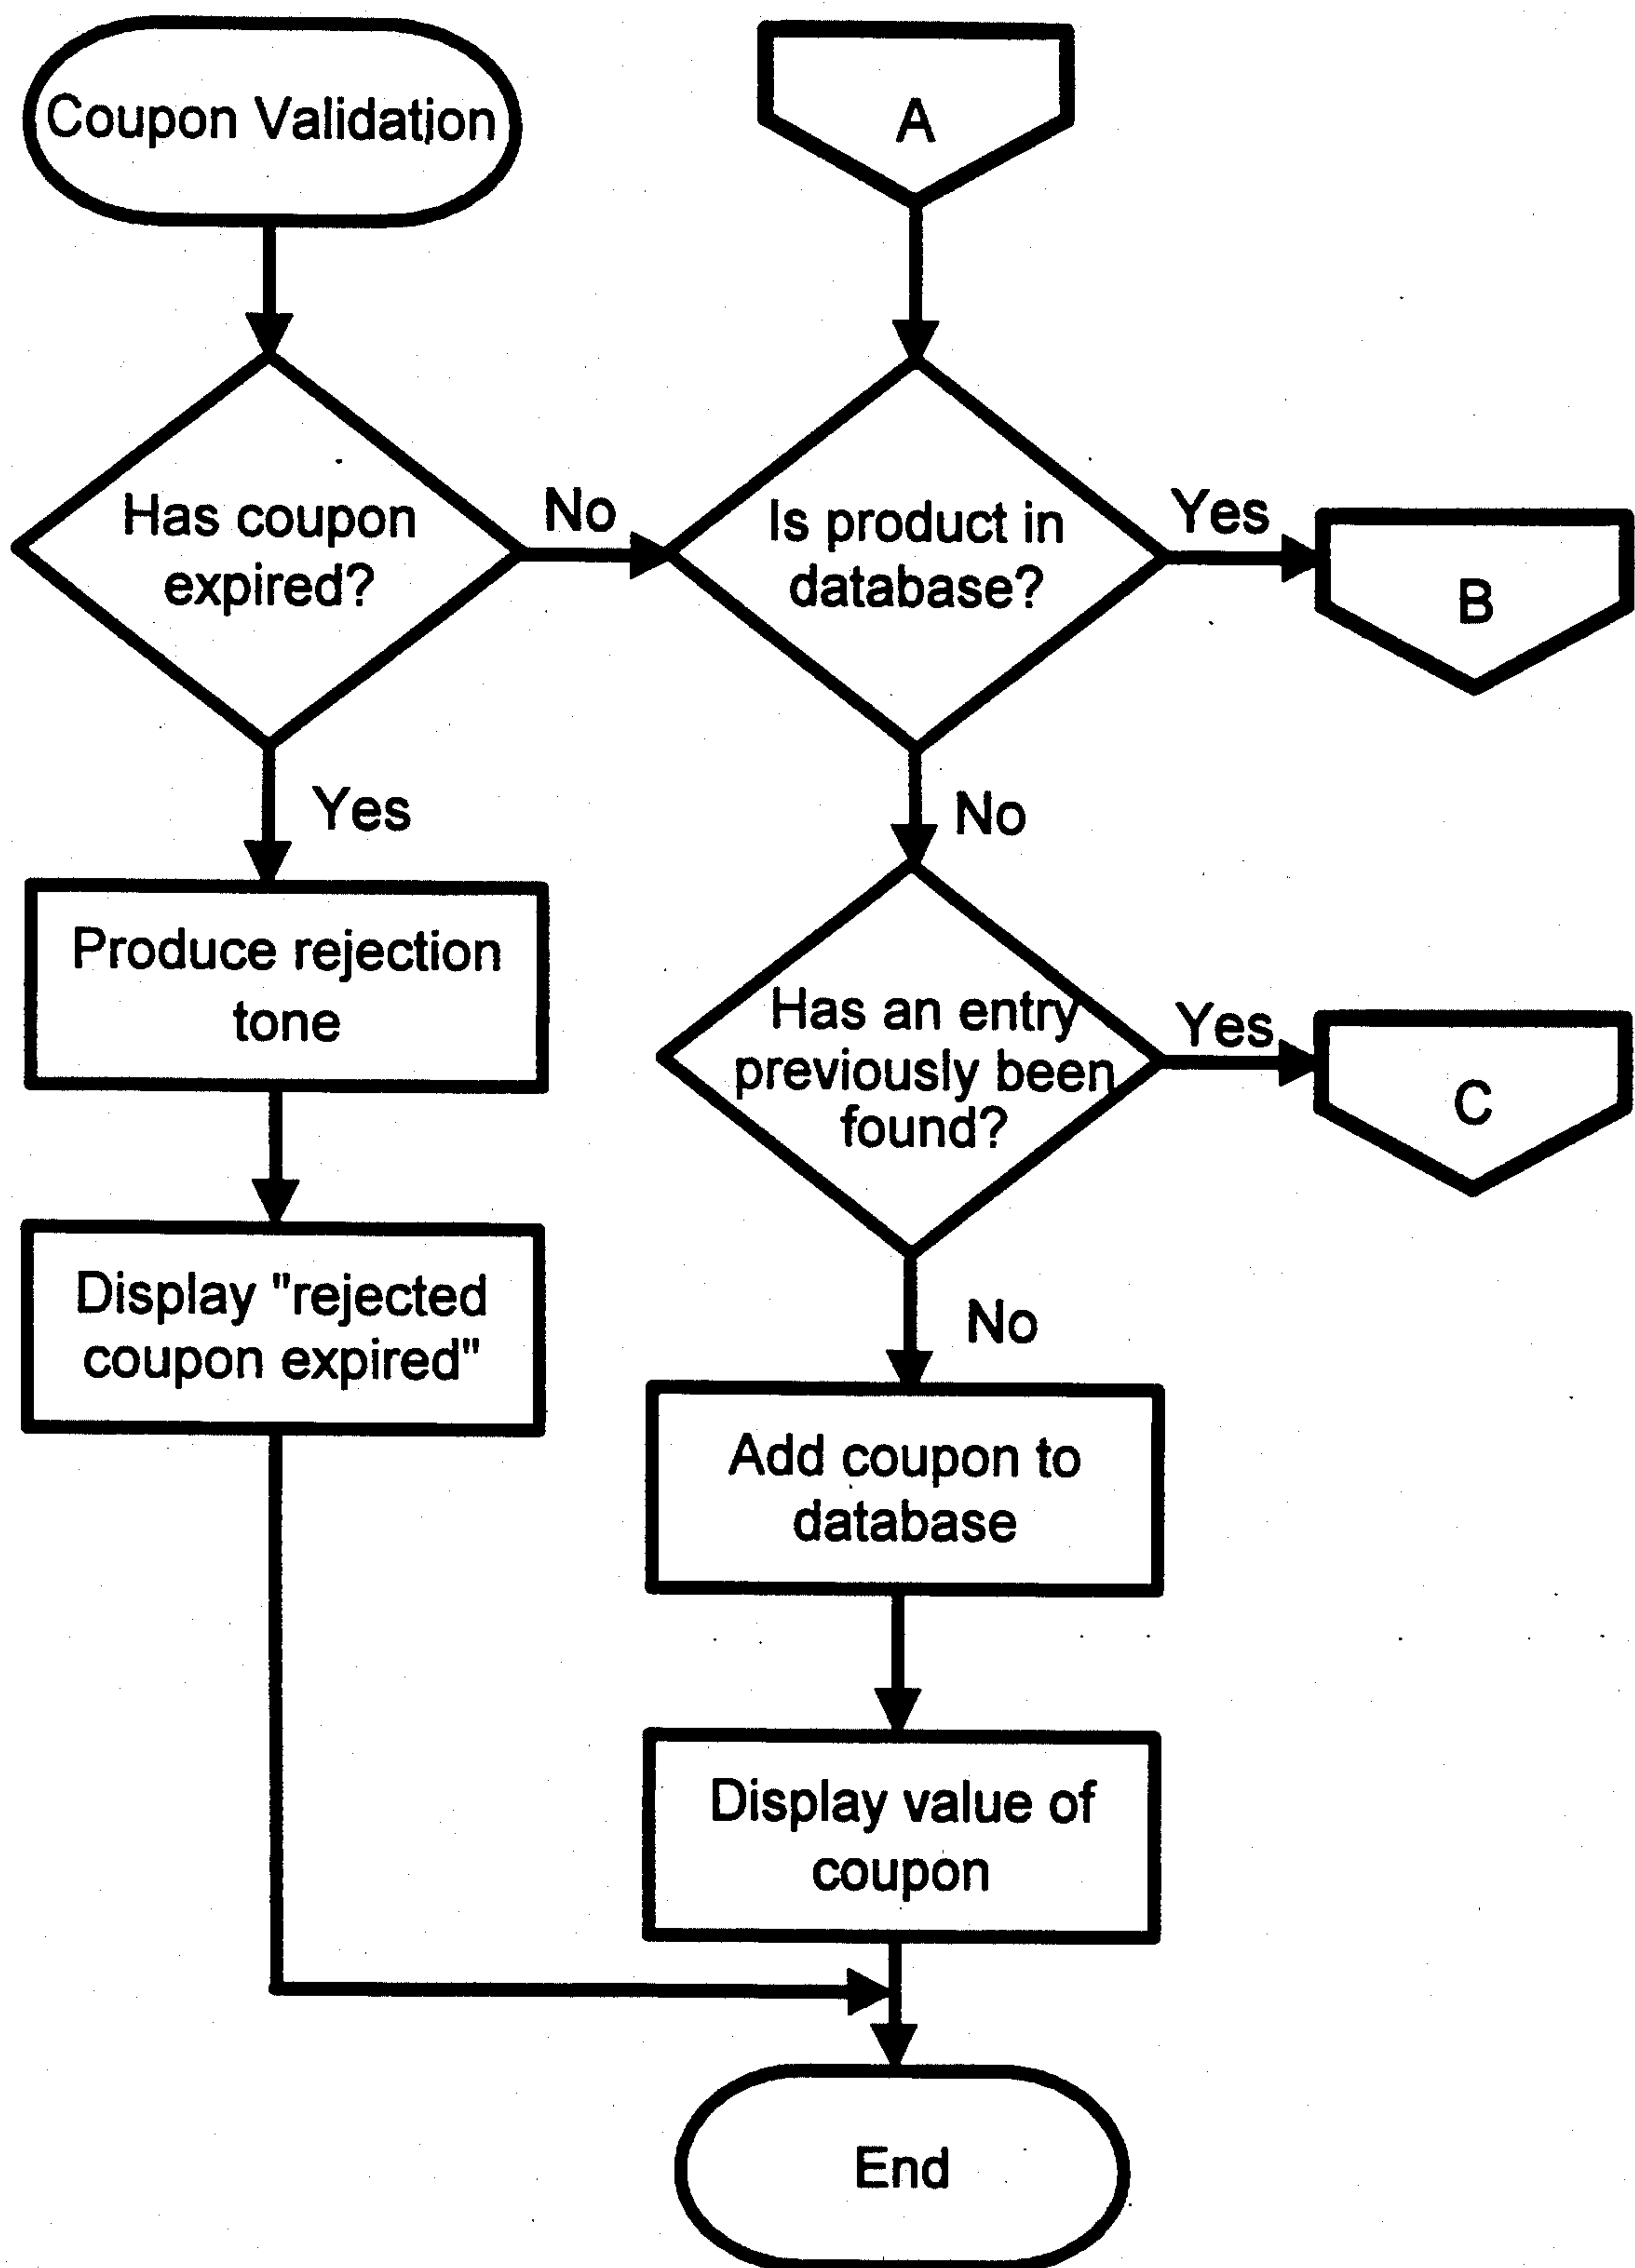 Coupon Validation
A
Has coupon
expired?
No
Is product in
database?
Yes
B
Yes
No
Produce rejection
tone
Has an entry
previously been
found?
Yes
C
Display "rejected
coupon expired"
No
Add coupon to
database
Display value of
coupon
End